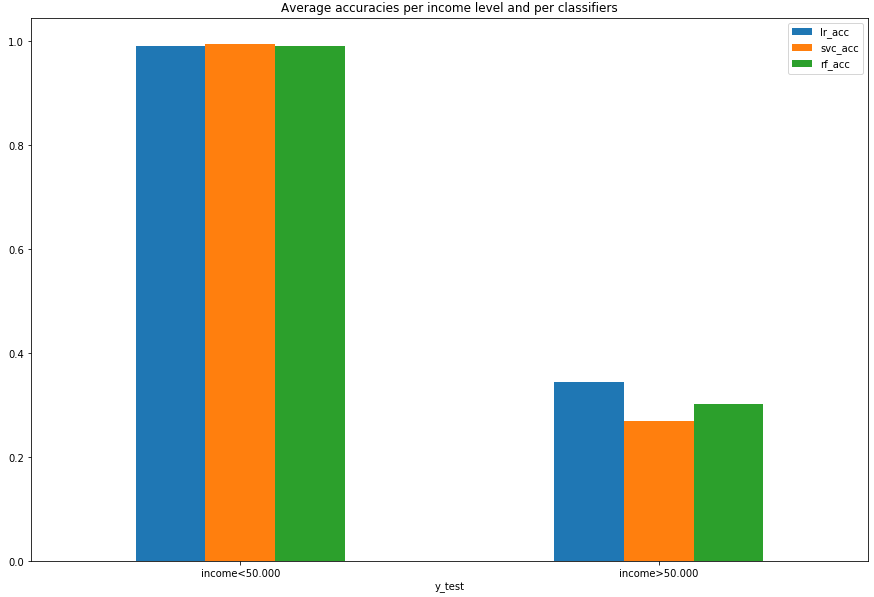 Average accuracies per income level and per classifiers
lr_acc
svc_acc
rf_acc
1.0
0.8
0.6
0.4
0.2
0.0
income<50.000
income>50.000
y_test